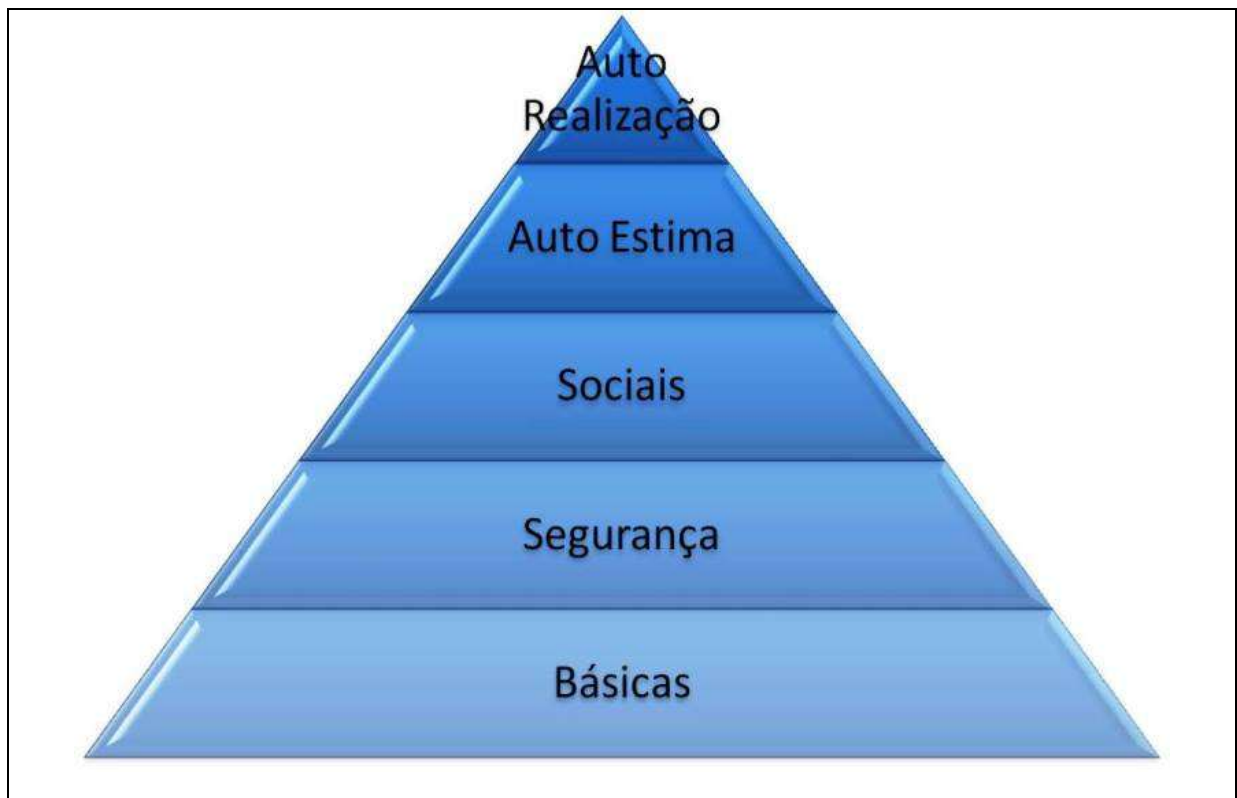 Auto
Realização
Auto Estima
Sociais
Segurança
Básicas